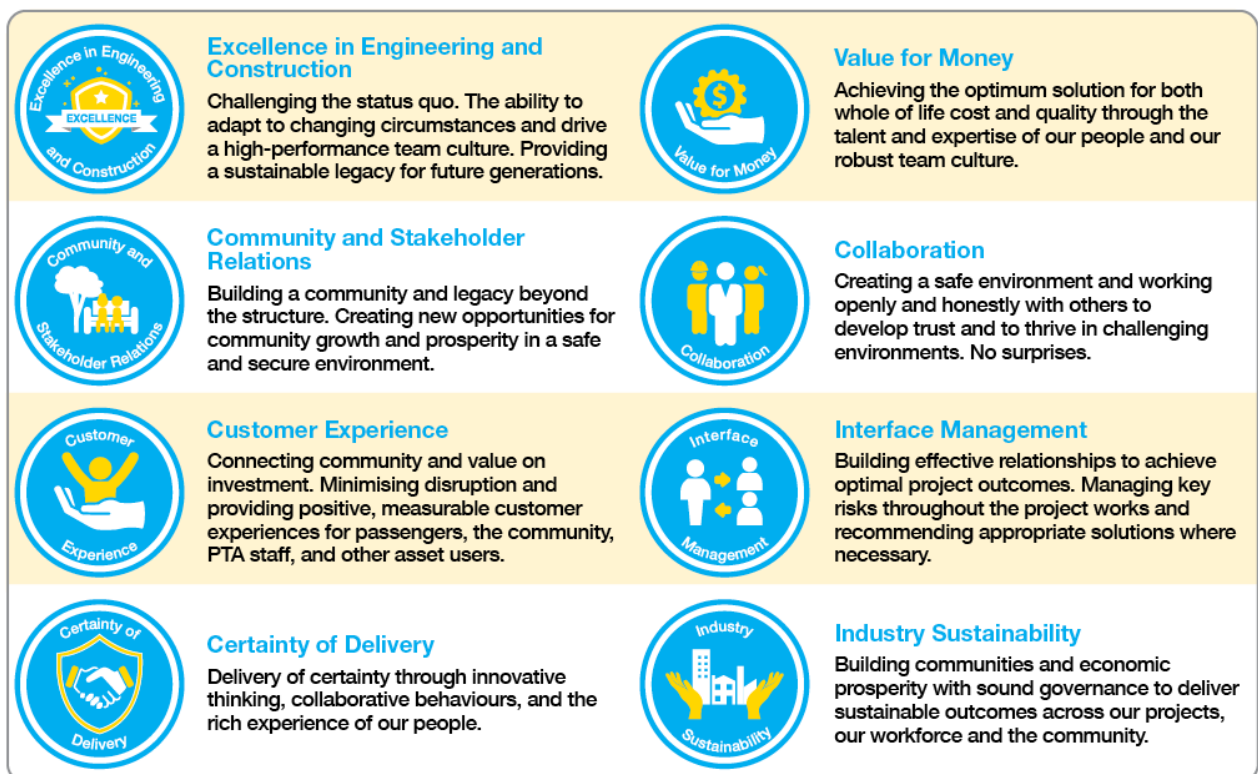 Excellence in Engineering
EXCELLENCE
and Construction
Excellence in Engineering and
Construction
Challenging the status quo. The ability to
adapt to changing circumstances and drive
a high-performance team culture. Providing
a sustainable legacy for future generations.
$
Value for Money
Value for Money
Achieving the optimum solution for both
whole of life cost and quality through the
talent and expertise of our people and our
robust team culture.
Community and
Stakeholder Relations
Community and Stakeholder
Relations
Building a community and legacy beyond
the structure. Creating new opportunities for
community growth and prosperity in a safe
and secure environment.
Collaboration
Collaboration
Creating a safe environment and working
openly and honestly with others to
develop trust and to thrive in challenging
environments. No surprises.
Customer
Experience
Customer Experience
Connecting community and value on
investment. Minimising disruption and
providing positive, measurable customer
experiences for passengers, the community,
PTA staff, and other asset users.
Interface
Management
Interface Management
Building effective relationships to achieve
optimal project outcomes. Managing key
risks throughout the project works and
recommending appropriate solutions where
necessary.
Certainty of
Delivery
Certainty of Delivery
Delivery of certainty through innovative
thinking, collaborative behaviours, and the
rich experience of our people.
Industry
Sustainability
Industry Sustainability
Building communities and economic
prosperity with sound governance to deliver
sustainable outcomes across our projects,
our workforce and the community.